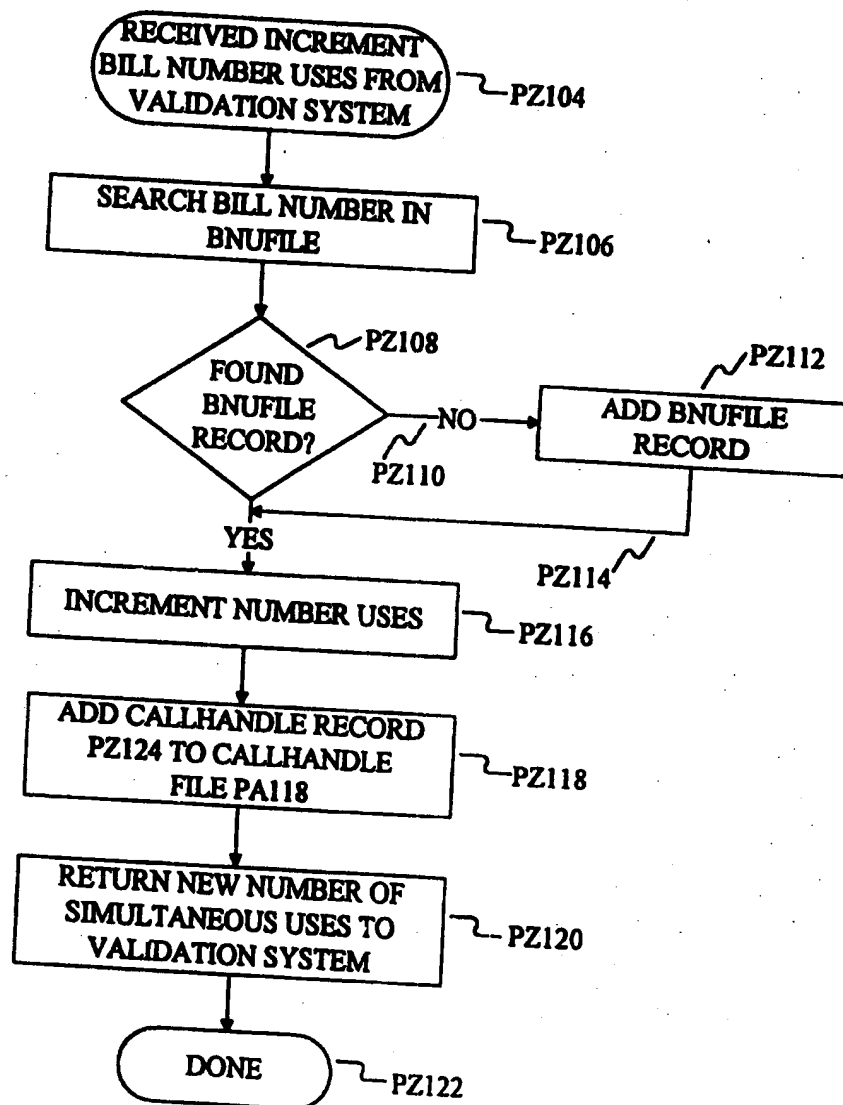 RECEIVED INCREMENT
BILL NUMBER USES FROM
VALIDATION SYSTEM
PZ104
SEARCH BILL NUMBER IN
BNUFILE
PZ106
PZ108
FOUND
BNUFILE
RECORD?
NO
PZ110
PZ112
ADD BNUFILE
RECORD
YES
PZ114
INCREMENT NUMBER USES
PZ116
ADD CALLHANDLE RECORD
PZ124 TO CALLHANDLE
FILE PA118
PZ118
RETURN NEW NUMBER OF
SIMULTANEOUS USES TO
VALIDATION SYSTEM
PZ120
DONE
PZ122